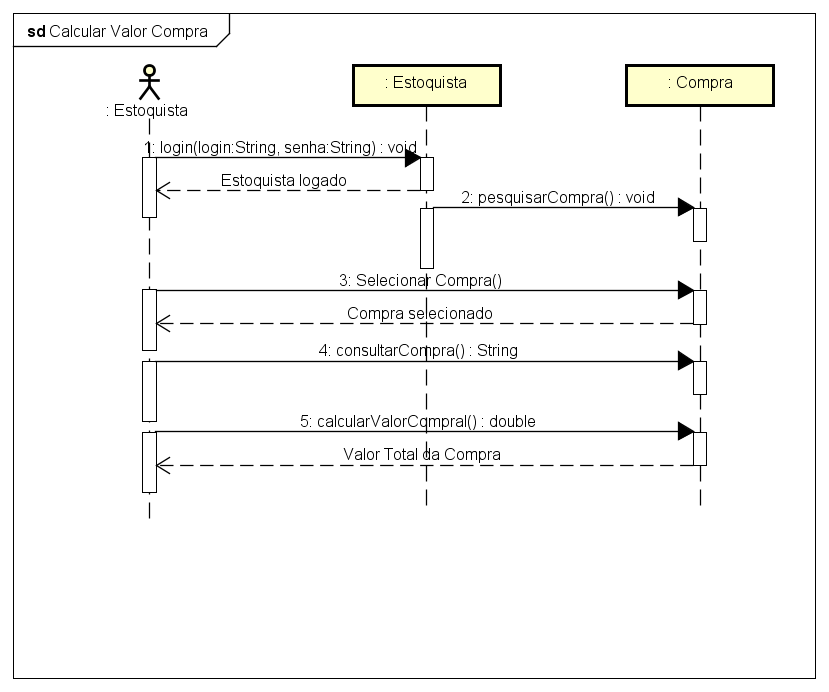 sd Calcular Valor Compra
: Estoquista
: Estoquista
: Compra
1: login(login:String, senha:String) : void
Estoquista logado
2: pesquisarCompra() : void
3: Selecionar Compra()
Compra selecionado
4: consultarCompra() : String
5: calcularValorCompral() : double
Valor Total da Compra